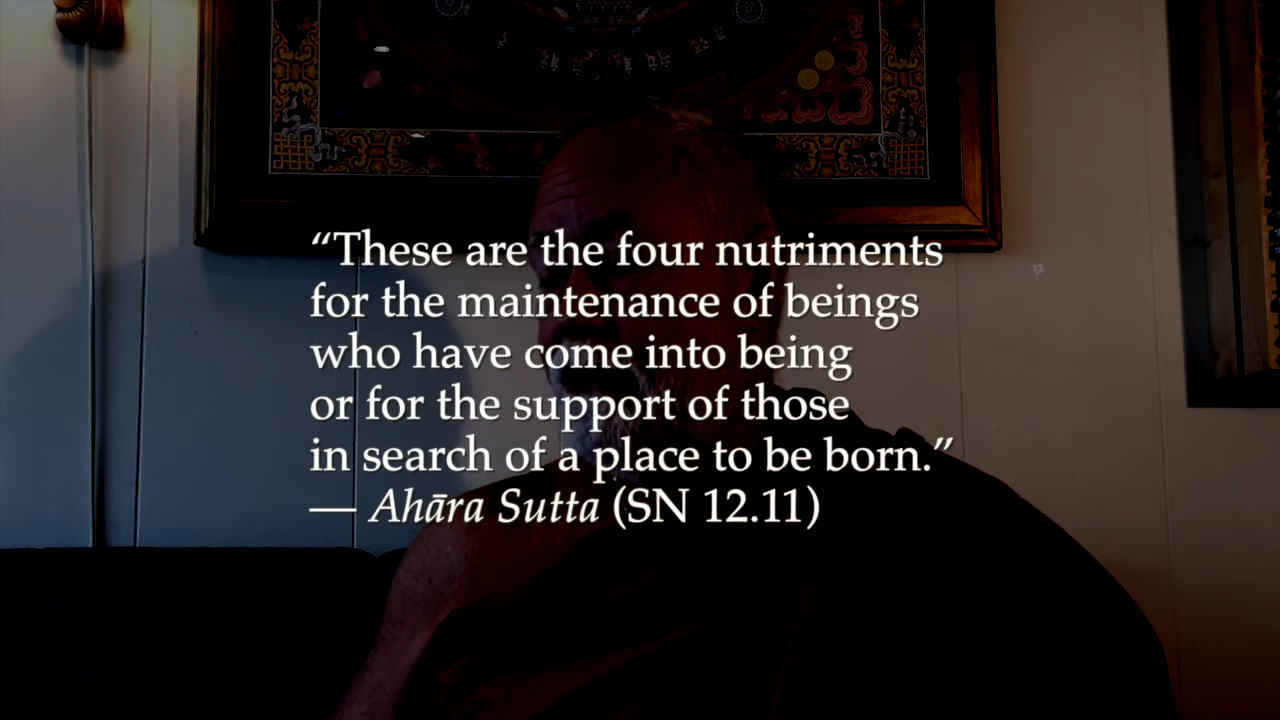 “These are the four nutriments
for the maintenance of beings
who have come into being
or for the support of those
in search of a place to be born.”
— Ahāra Sutta (SN 12.11)